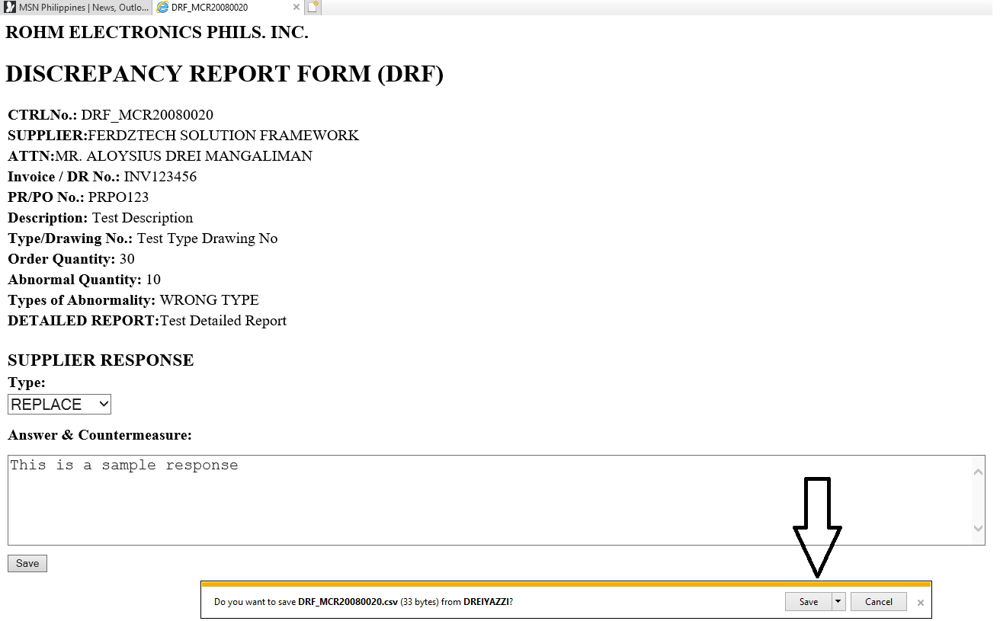 MSN Philippines | News, Outlo...
DRF_MCR20080020
ROHM ELECTRONICS PHILS. INC.
DISCREPANCY REPORT FORM (DRF)
CTRLNo.: DRF_MCR20080020
SUPPLIER:FERDZTECH SOLUTION FRAMEWORK
ATTN:MR. ALOYSIUS DREI MANGALIMAN
Invoice / DR No.: INV123456
PR/PO No.: PRPO123
Description: Test Description
Type/Drawing No.: Test Type Drawing No
Order Quantity: 30
Abnormal Quantity: 10
Types of Abnormality: WRONG TYPE
DETAILED REPORT:Test Detailed Report
SUPPLIER RESPONSE
Type:
REPLACE
Answer & Countermeasure:
This is a sample response
Save
Do you want to save DRF_MCR20080020.csv (33 bytes) from DREIYAZZI?
Save
Cancel